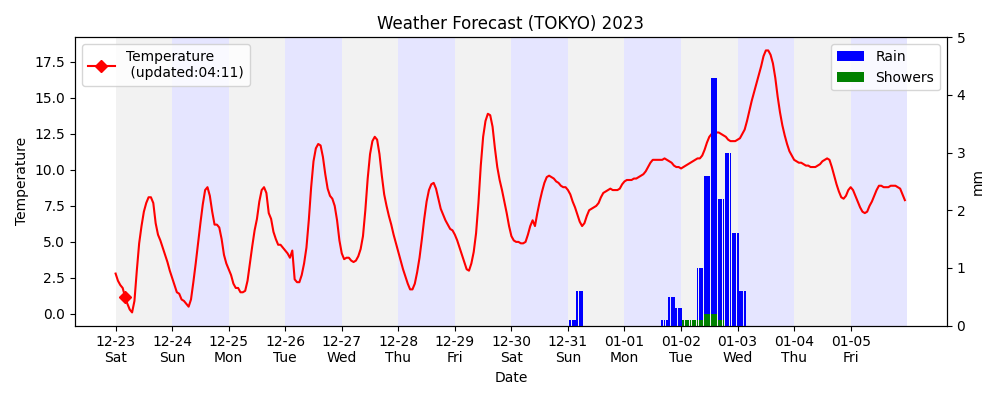 Weather Forecast (TOKYO) 2023
Temperature
(updated:04:11)
Rain
Showers
Temperature
17.5
15.0
12.5
10.0
7.5
5.0
2.5
0.0
5
4
3
2
1
0
mm
12-23 12-24 12-25 12-26 12-27 12-28 12-29 12-30 12-31 01-01 01-02 01-03 01-04 01-05
Sat Sun Mon Tue Wed Thu Fri Sat Sun Mon Tue Wed Thu Fri
Date